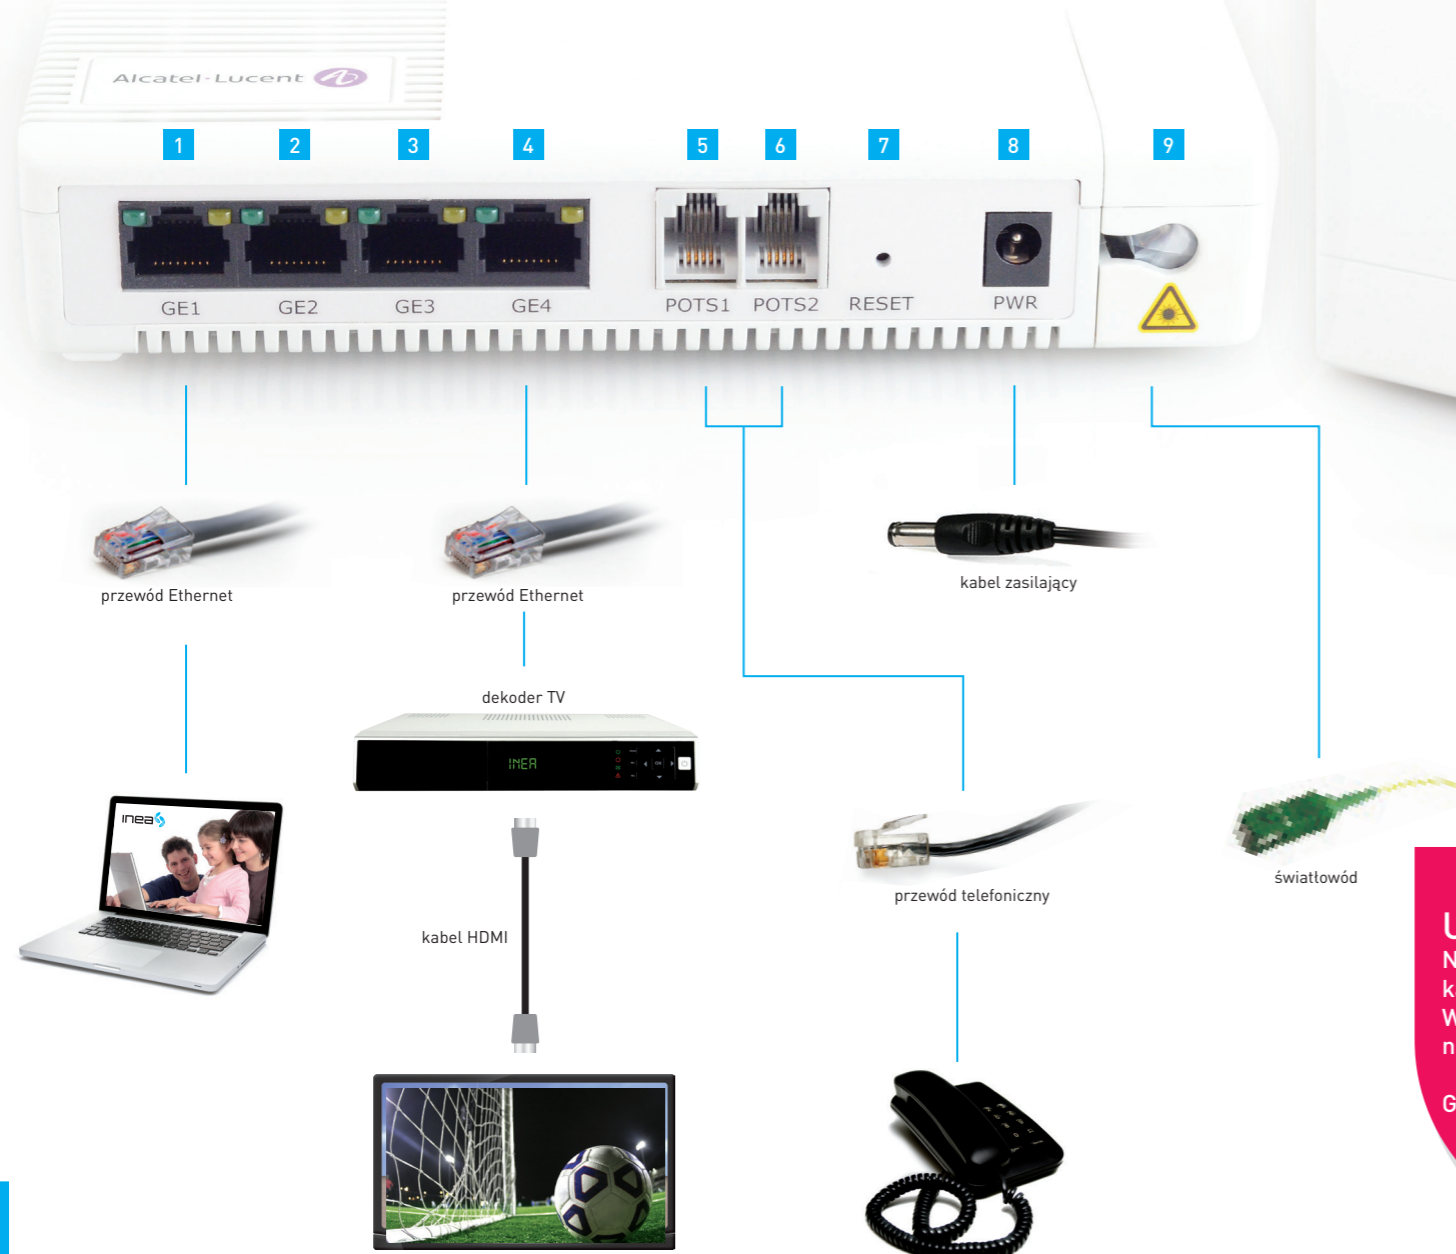 Alcatel·Lucent
1 2 3 4 5 6 7 8 9
GE1 GE2 GE3 GE4 POTS1 POTS2 RESET PWR
przewód Ethernet
przewód Ethernet
kabel zasilający
dekoder TV
INEA
inea
przewód telefoniczny
światłowód
kabel HDMI